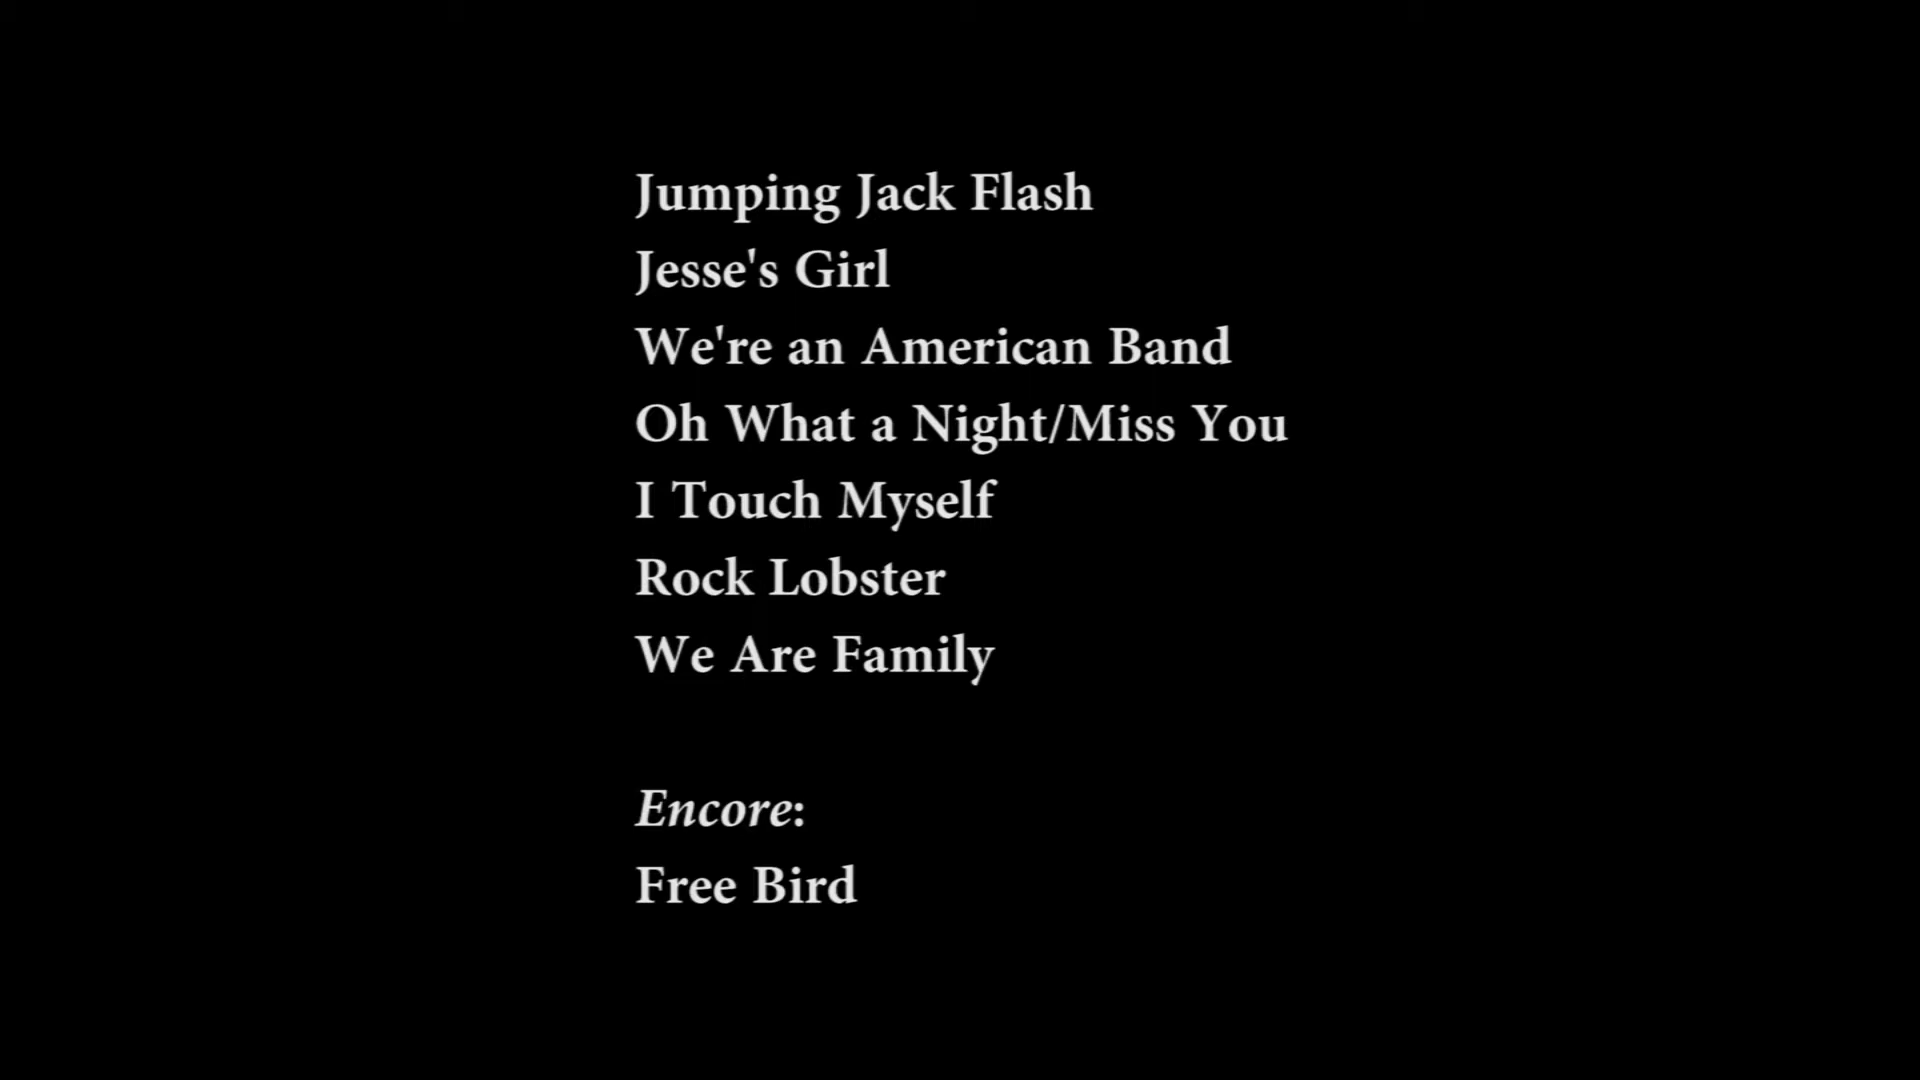 Jumping Jack Flash
Jesse's Girl
We're an American Band
Oh What a Night/Miss You
I Touch Myself
Rock Lobster
We Are Family
Encore:
Free Bird